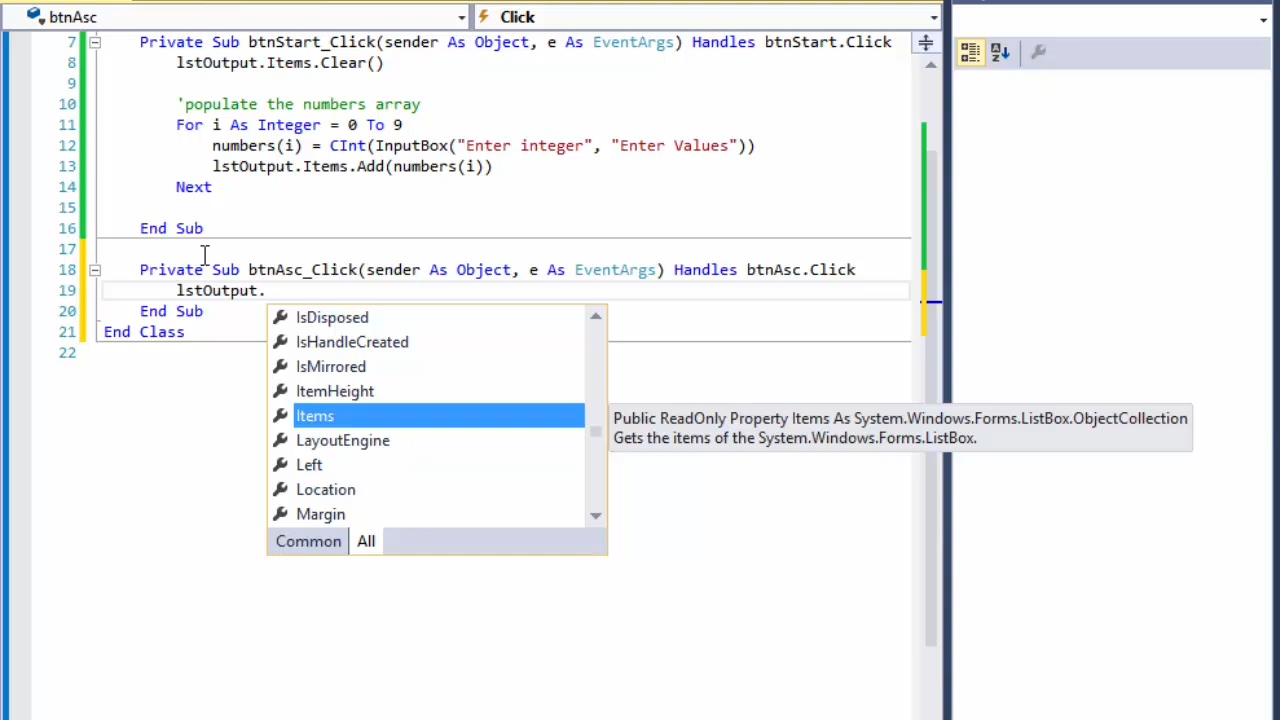 btnAsc Click
7 Private Sub btnStart_Click(sender As Object, e As EventArgs) Handles btnStart.Click
8 lstOutput.Items.Clear()
9
10 'populate the numbers array
11 For i As Integer = 0 To 9
12 numbers(i) = CInt(InputBox("Enter integer", "Enter Values"))
13 lstOutput.Items.Add(numbers(i))
14 Next
15
16 End Sub
17
18 Private Sub btnAsc_Click(sender As Object, e As EventArgs) Handles btnAsc.Click
19 lstOutput.
20 End Sub
21 End Class
22
IsDisposed
IsHandleCreated
IsMirrored
ItemHeight
Items
LayoutEngine
Left
Location
Margin
Common All
Public ReadOnly Property Items As System.Windows.Forms.ListBox.ObjectCollection
Gets the items of the System.Windows.Forms.ListBox.